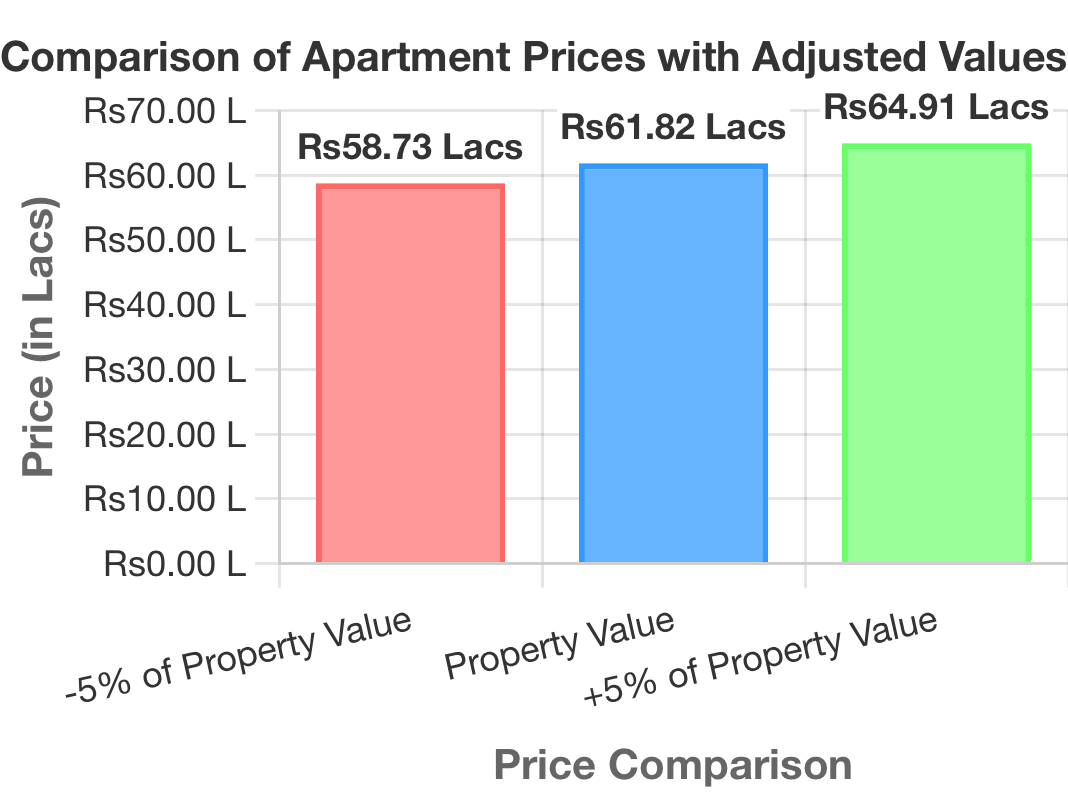 Comparison of Apartment Prices with Adjusted Values
Rs70.00 L
Rs60.00 L
Rs50.00 L
Rs40.00 L
Rs30.00 L
Rs20.00 L
Rs10.00 L
Rs0.00 L
Price (in Lacs)
Rs58.73 Lacs
Rs61.82 Lacs
Rs64.91 Lacs
-5% of Property Value
Property Value
+5% of Property Value
Price Comparison